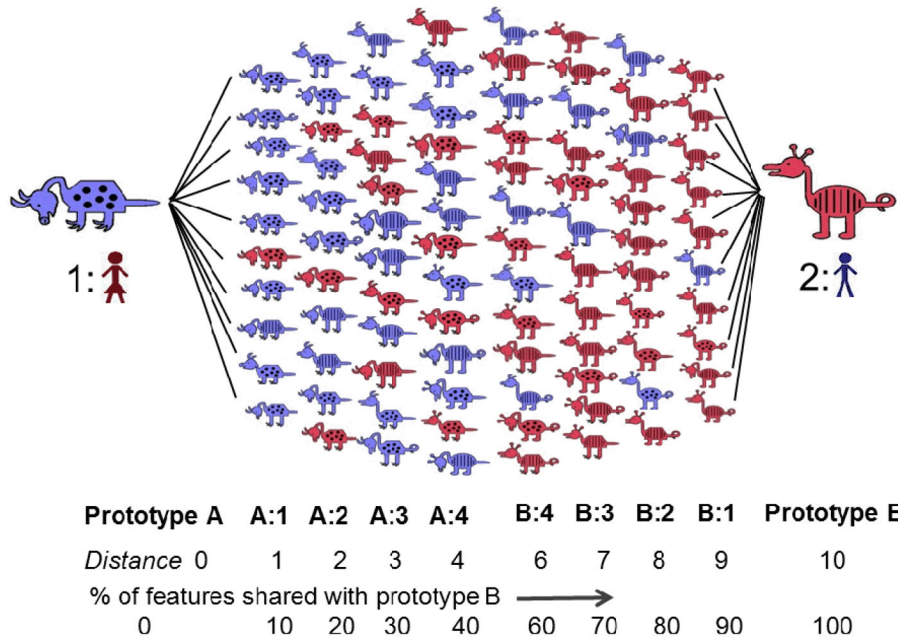 1:
2:
Prototype A A:1 A:2 A:3 A:4 B:4 B:3 B:2 B:1 Prototype B
Distance 0 1 2 3 4 6 7 8 9 10
% of features shared with prototype B
0 10 20 30 40 60 70 80 90 100